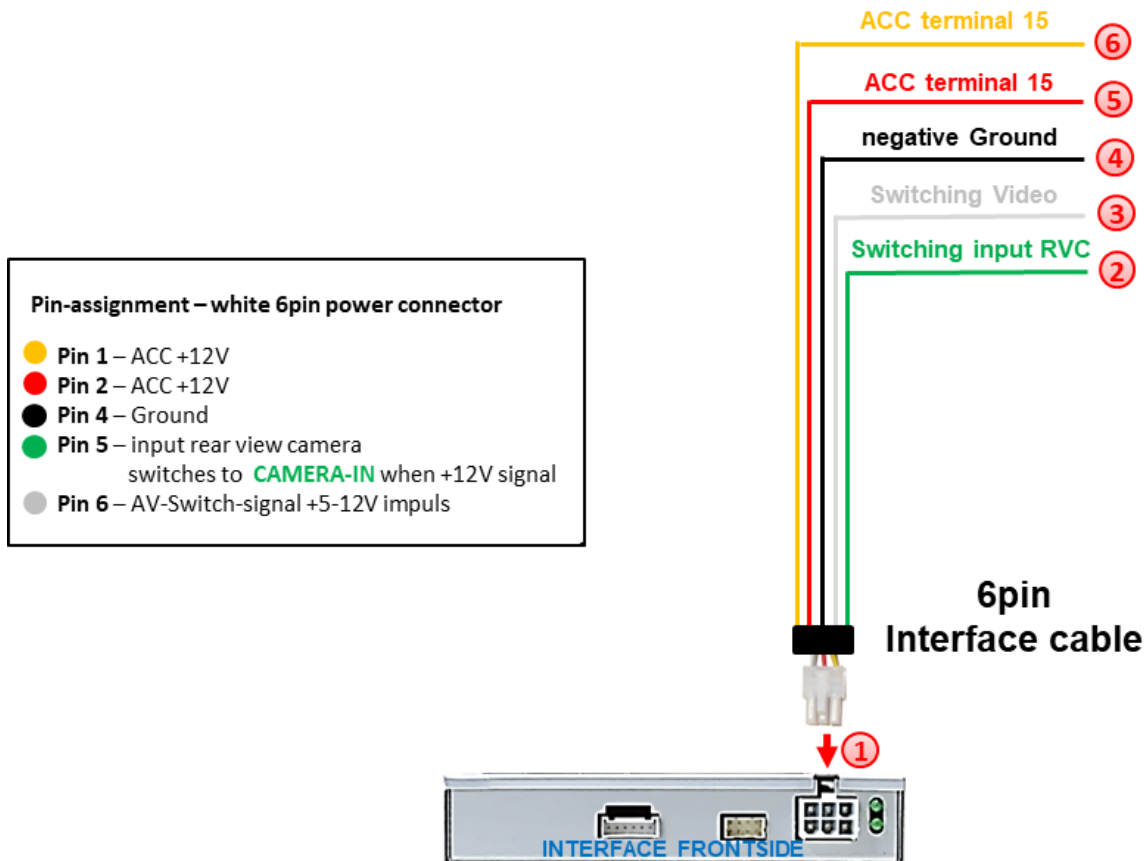 ACC terminal 15
6
ACC terminal 15
5
negative Ground
4
Switching Video
3
Switching input RVC
2
Pin-assignment – white 6pin power connector
Pin 1 – ACC +12V
Pin 2 – ACC +12V
Pin 4 – Ground
Pin 5 – input rear view camera
switches to CAMERA-IN when +12V signal
Pin 6 – AV-Switch-signal +5-12V impuls
6pin
Interface cable
1
INTERFACE FRONTSIDE